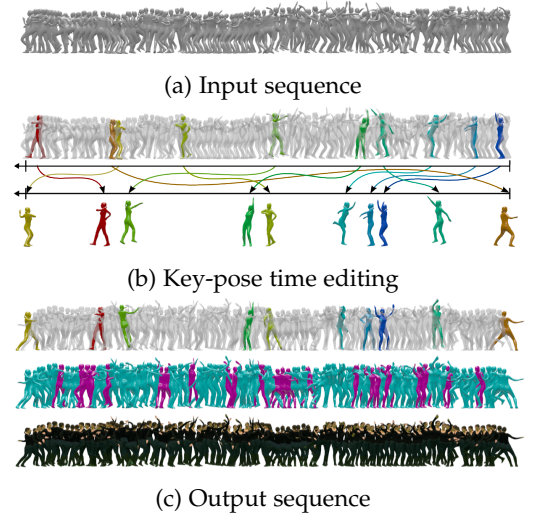 (a) Input sequence
(b) Key-pose time editing
(c) Output sequence